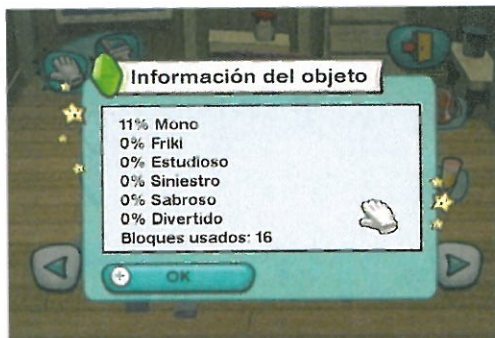 Información del objeto
11% Mono
0% Friki
0% Estudioso
0% Siniestro
0% Sabroso
0% Divertido
Bloques usados: 16
OK